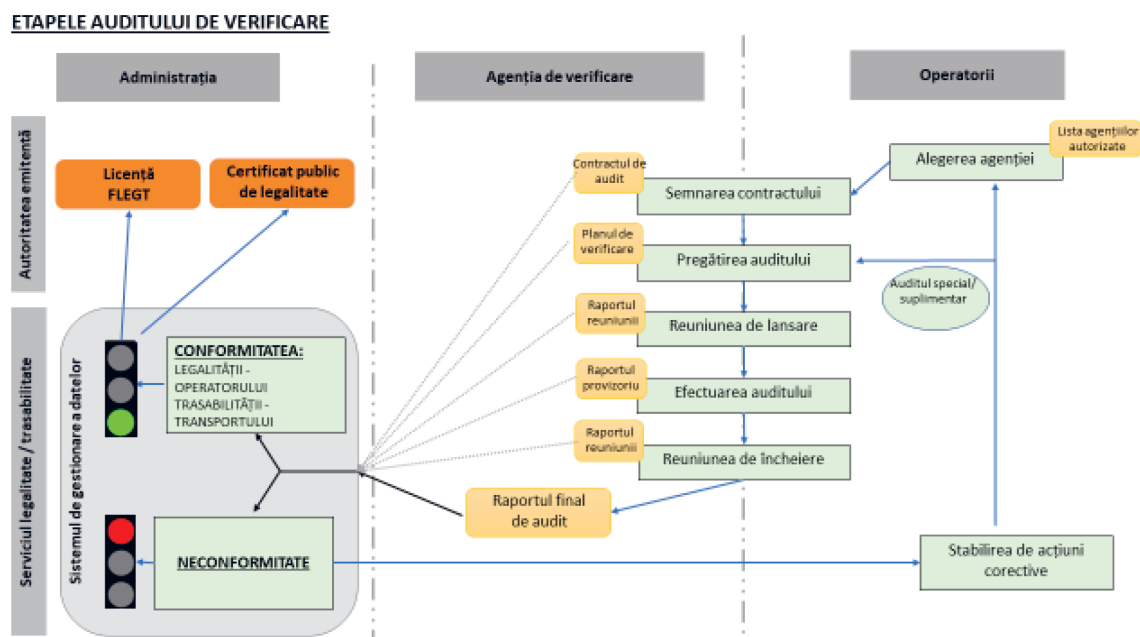 ETAPELE AUDITULUI DE VERIFICARE
Administrația
Agenția de verificare
Operatorii
Autoritatea emitentă
Licență
FLEGT
Certificat public
de legalitate
Contractul de
audit
Semnarea contractului
Alegerea agenției
Lista agențiilor
autorizate
Planul de
verificare
Pregătirea auditului
Auditul special/
suplimentar
Raportul
reuniunii
Reuniunea de lansare
Raportul
provizoriu
Efectuarea auditului
Raportul
reuniunii
Reuniunea de încheiere
Raportul final
de audit
Serviciul legalitate / trasabilitate
Sistemul de gestionare a datelor
CONFORMITATEA:
LEGALITĂȚII -
OPERATORULUI
TRASABILITĂȚII -
TRANSPORTULUI
NECONFORMITATE
Stabilirea de acțiuni
corective